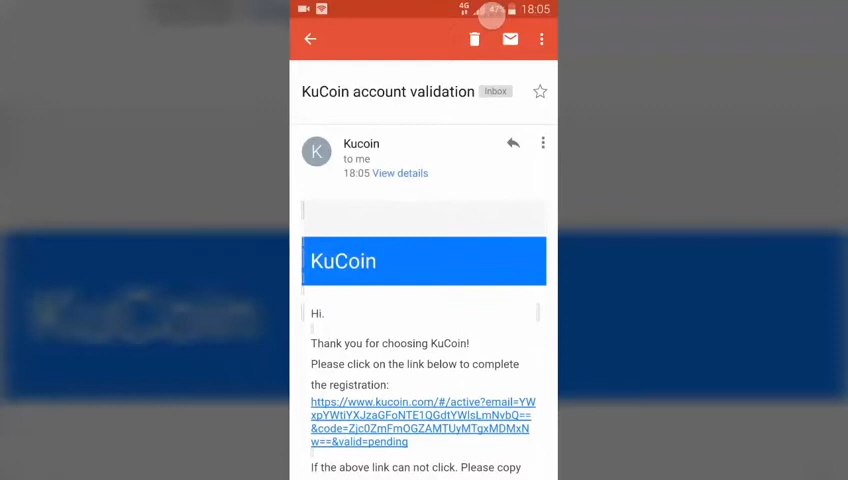 4G 47% 18:05
KuCoin account validation Inbox
K
Kucoin
to me
18:05 View details
KuCoin
Hi.
Thank you for choosing KuCoin!
Please click on the link below to complete
the registration:
https://www.kucoin.com/#/active?email=YW
xpYWtiYXJzaGFoNTE1QGdtYWlsLmNvbQ==
&code=Zjc0ZmFmOGZAMTUyMTgxMDMxN
w==&valid=pending
If the above link can not click. Please copy